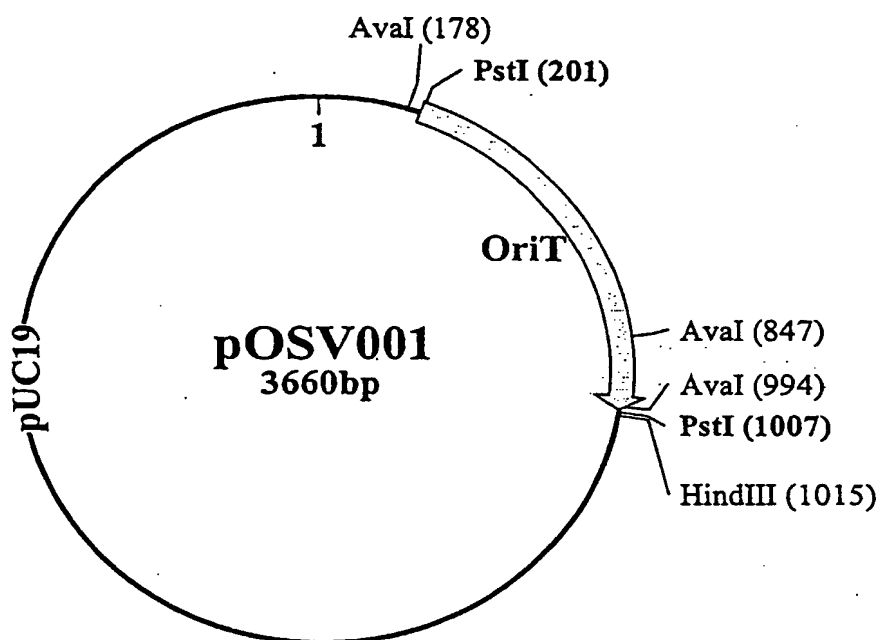 AvaI (178)
PstI (201)
1
OriT
pUC19
pOSV001
3660bp
AvaI (847)
AvaI (994)
PstI (1007)
HindIII (1015)